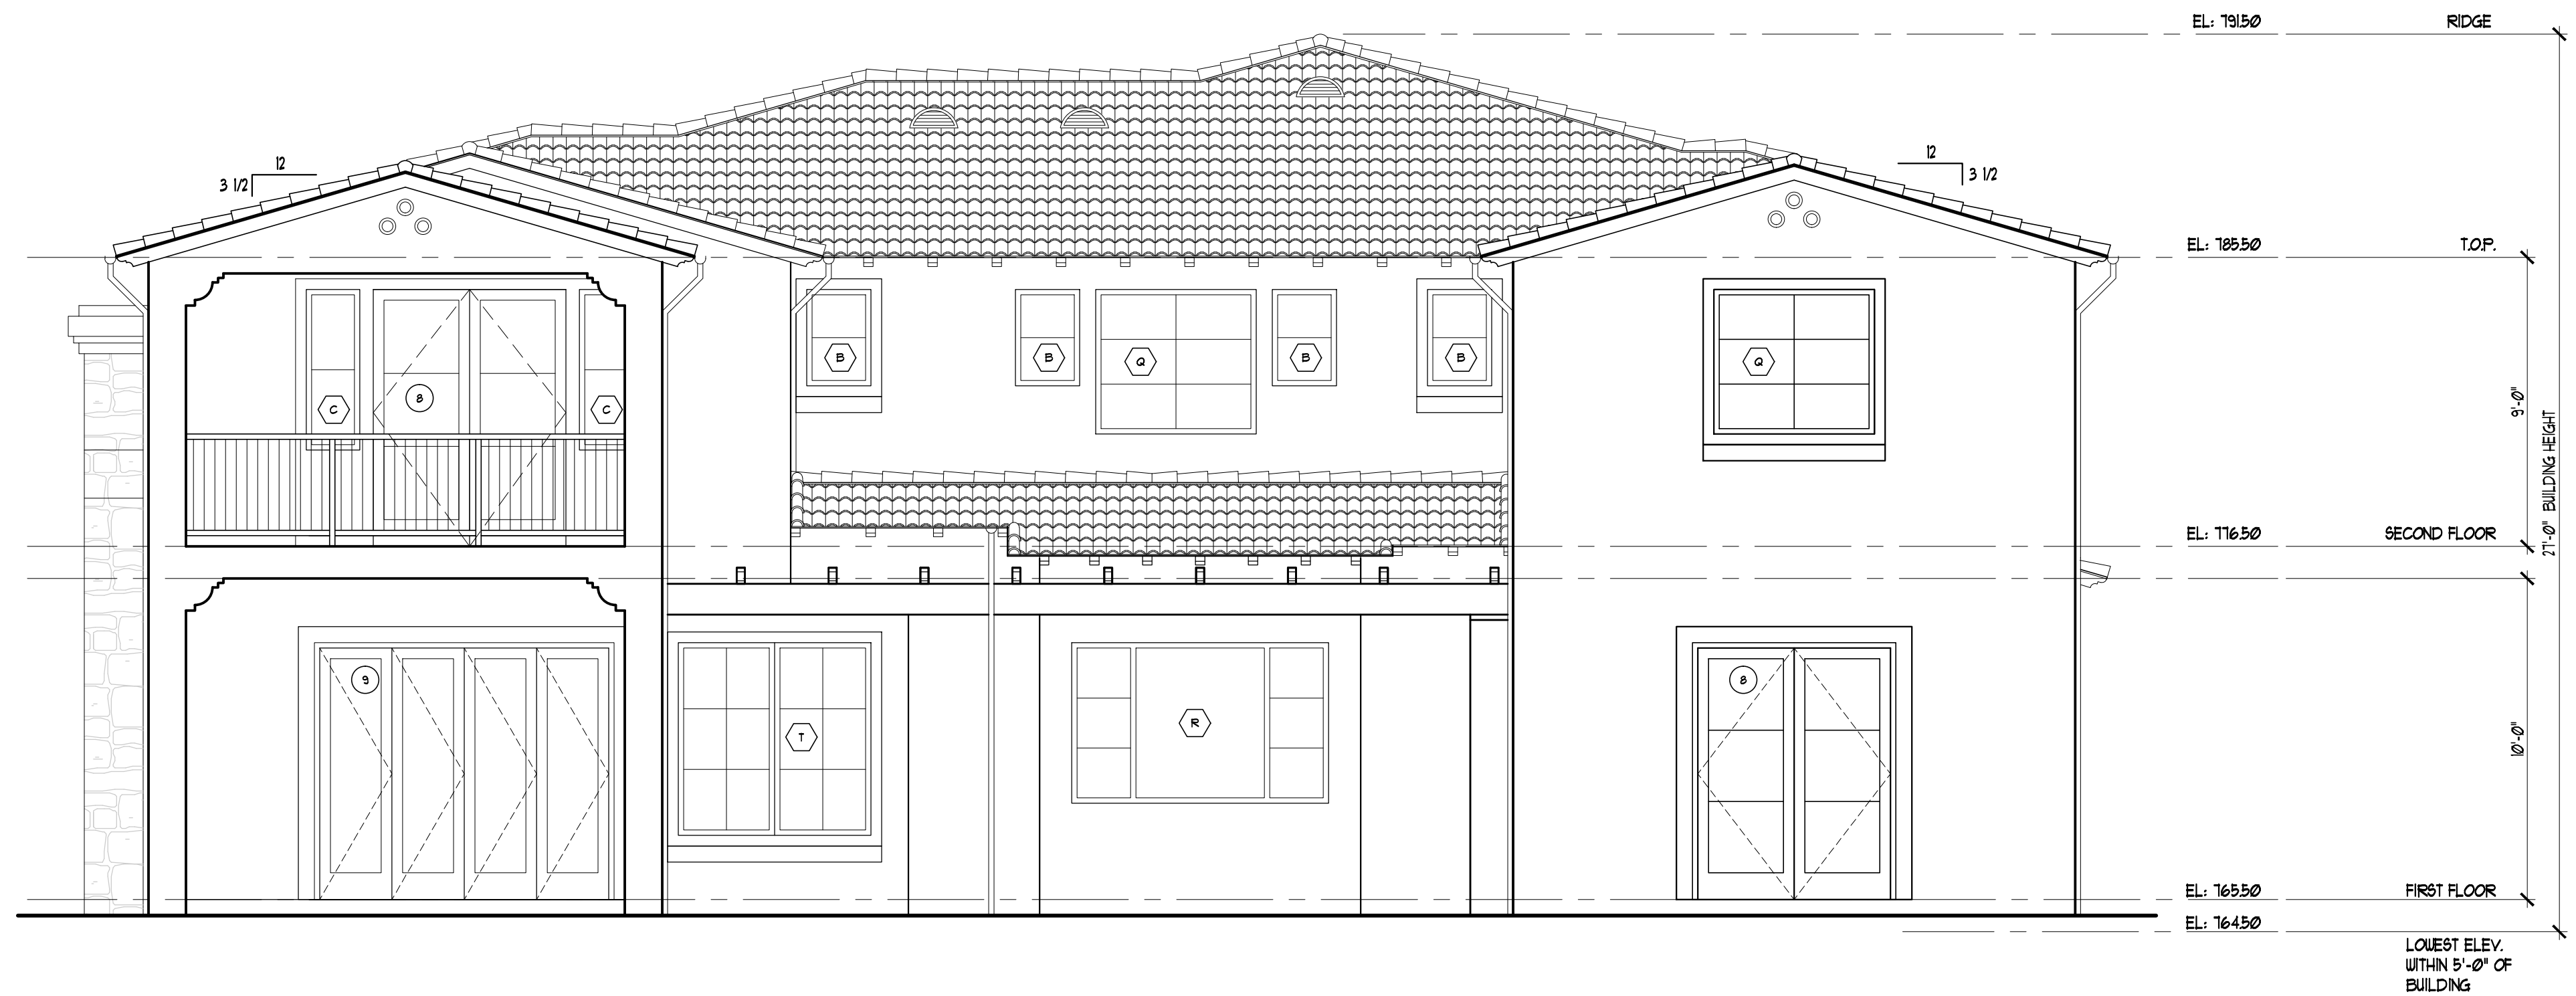 EL: 791.50 RIDGE
12
3 1/2
12
3 1/2
EL: 785.50 T.O.P.
B
B
Q
B
B
Q
C
8
C
9'-0"
27'-0" BUILDING HEIGHT
EL: 776.50 SECOND FLOOR
9
8
T
R
10'-0"
EL: 765.50 FIRST FLOOR
EL: 764.50
LOWEST ELEV.
WITHIN 5'-0" OF
BUILDING